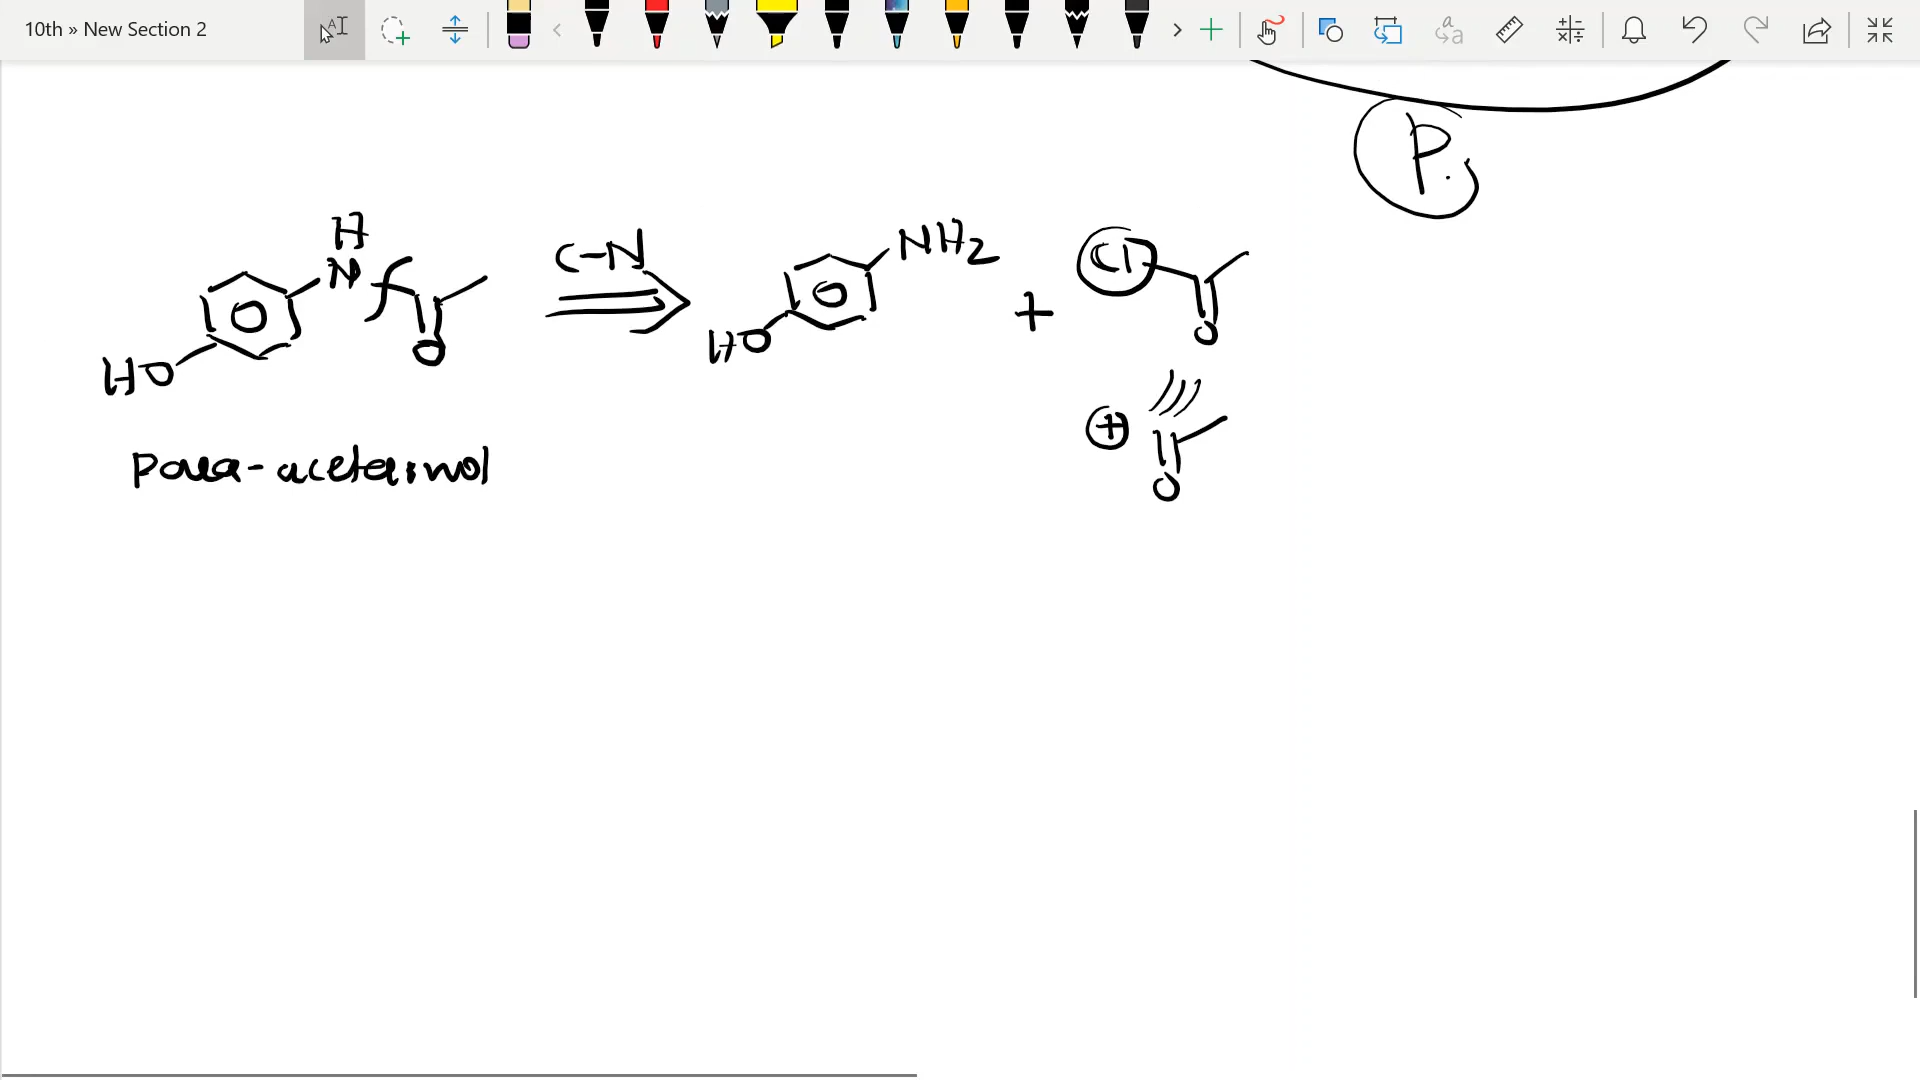 10th » New Section 2
P.
H
N
O
HO
C-N
NH2
HO
+
Cl
O
+
O
Para-acetamol